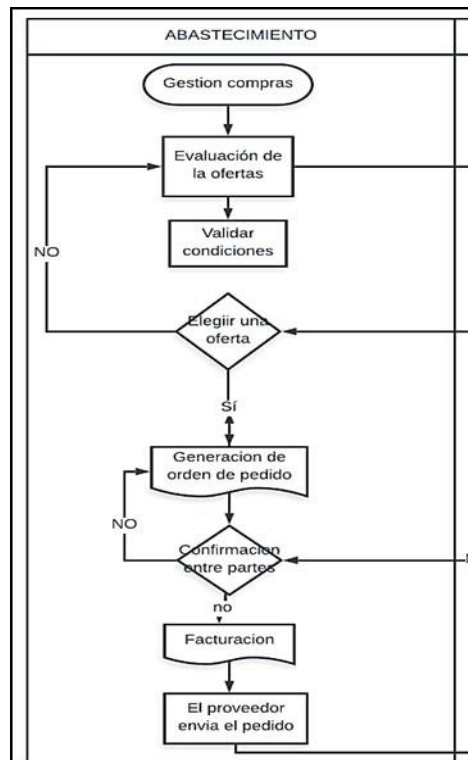 ABASTECIMIENTO
Gestion compras
Evaluación de
la ofertas
Validar
condiciones
NO
Elegiir una
oferta
Sí
Generacion de
orden de pedido
NO
Confirmacion
entre partes
no
Facturacion
El proveedor
envia el pedido